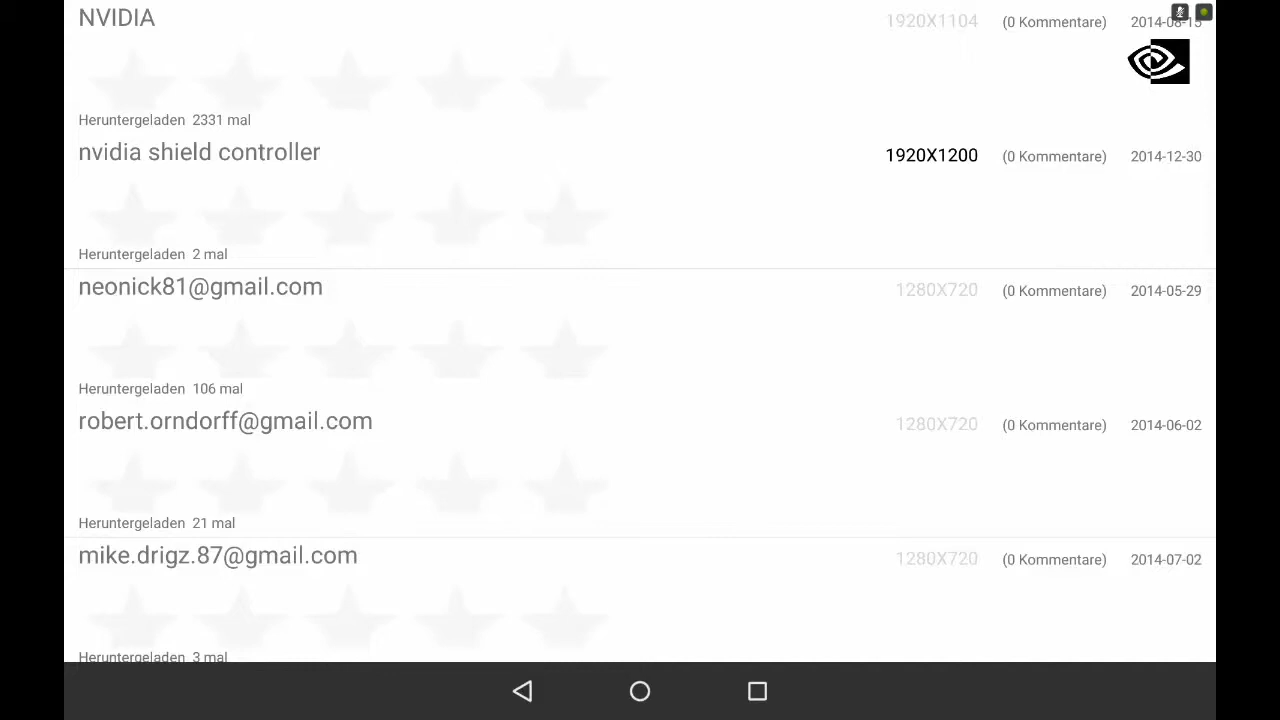 NVIDIA 1920X1104 (0 Kommentare) 2014-08-15
Heruntergeladen 2331 mal
nvidia shield controller 1920X1200 (0 Kommentare) 2014-12-30
Heruntergeladen 2 mal
neonick81@gmail.com 1280X720 (0 Kommentare) 2014-05-29
Heruntergeladen 106 mal
robert.orndorff@gmail.com 1280X720 (0 Kommentare) 2014-06-02
Heruntergeladen 21 mal
mike.drigz.87@gmail.com 1280X720 (0 Kommentare) 2014-07-02
Heruntergeladen 3 mal